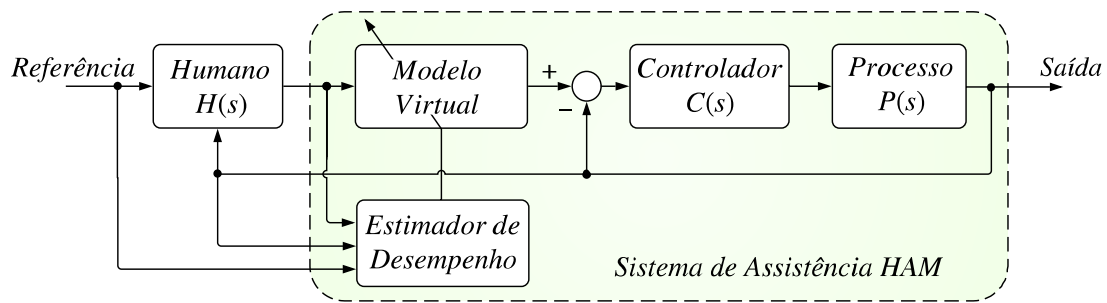 Referência
Humano
H(s)
Modelo
Virtual
+
−
Controlador
C(s)
Processo
P(s)
Saída
Estimador de
Desempenho
Sistema de Assistência HAM